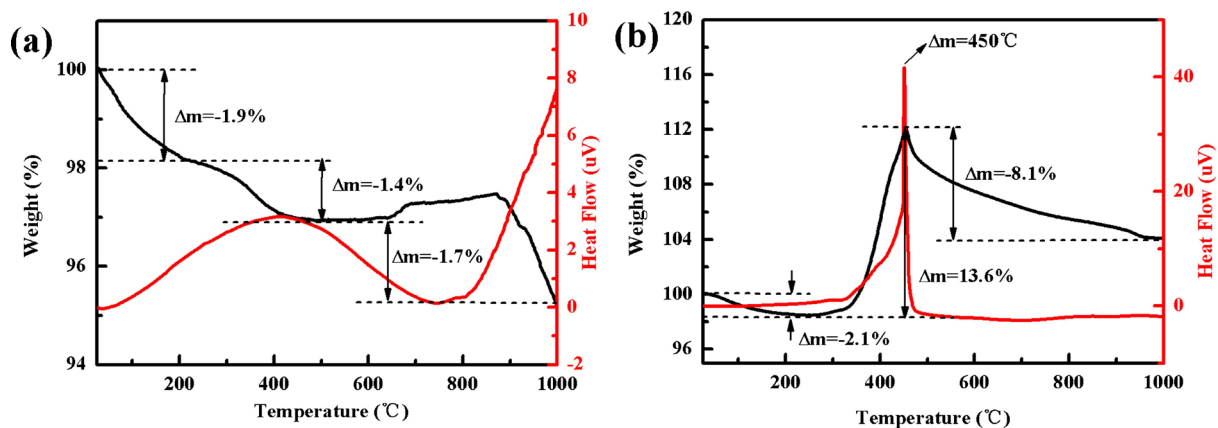 (a)
100
98
96
94
Weight (%)
200
400
600
800
1000
Temperature (℃)
10
8
6
4
2
0
-2
Heat Flow (uV)
Δm=-1.9%
Δm=-1.4%
Δm=-1.7%
(b)
120
116
112
108
104
100
96
Weight (%)
200
400
600
800
1000
Temperature (℃)
40
20
0
Heat Flow (uV)
Δm=450℃
Δm=-8.1%
Δm=13.6%
Δm=-2.1%